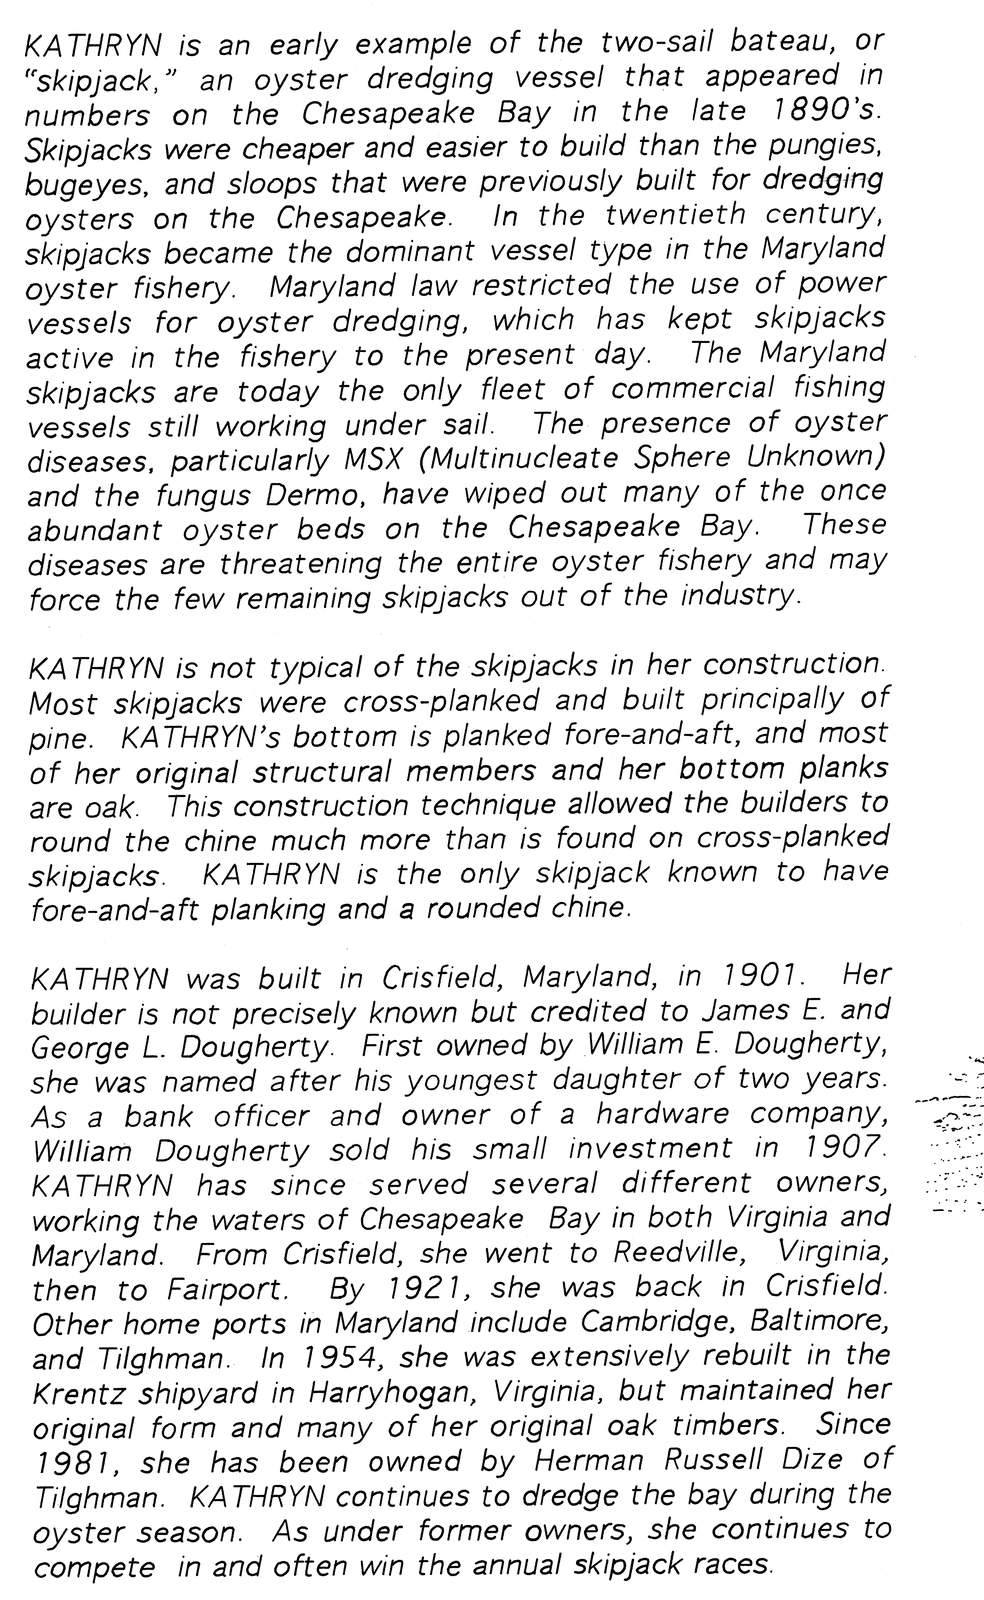 KATHRYN is an early example of the two-sail bateau, or
“skipjack,” an oyster dredging vessel that appeared in
numbers on the Chesapeake Bay in the late 1890's.
Skipjacks were cheaper and easier to build than the pungies,
bugeyes, and sloops that were previously built for dredging
oysters on the Chesapeake. In the twentieth century,
skipjacks became the dominant vessel type in the Maryland
oyster fishery. Maryland law restricted the use of power
vessels for oyster dredging, which has kept skipjacks
active in the fishery to the present day. The Maryland
skipjacks are today the only fleet of commercial fishing
vessels still working under sail. The presence of oyster
diseases, particularly MSX (Multinucleate Sphere Unknown)
and the fungus Dermo, have wiped out many of the once
abundant oyster beds on the Chesapeake Bay. These
diseases are threatening the entire oyster fishery and may
force the few remaining skipjacks out of the industry.

KATHRYN is not typical of the skipjacks in her construction.
Most skipjacks were cross-planked and built principally of
pine. KATHRYN's bottom is planked fore-and-aft, and most
of her original structural members and her bottom planks
are oak. This construction technique allowed the builders to
round the chine much more than is found on cross-planked
skipjacks. KATHRYN is the only skipjack known to have
fore-and-aft planking and a rounded chine.

KATHRYN was built in Crisfield, Maryland, in 1901. Her
builder is not precisely known but credited to James E. and
George L. Dougherty. First owned by William E. Dougherty,
she was named after his youngest daughter of two years.
As a bank officer and owner of a hardware company,
William Dougherty sold his small investment in 1907.
KATHRYN has since served several different owners,
working the waters of Chesapeake Bay in both Virginia and
Maryland. From Crisfield, she went to Reedville, Virginia,
then to Fairport. By 1921, she was back in Crisfield.
Other home ports in Maryland include Cambridge, Baltimore,
and Tilghman. In 1954, she was extensively rebuilt in the
Krentz shipyard in Harryhogan, Virginia, but maintained her
original form and many of her original oak timbers. Since
1981, she has been owned by Herman Russell Dize of
Tilghman. KATHRYN continues to dredge the bay during the
oyster season. As under former owners, she continues to
compete in and often win the annual skipjack races.